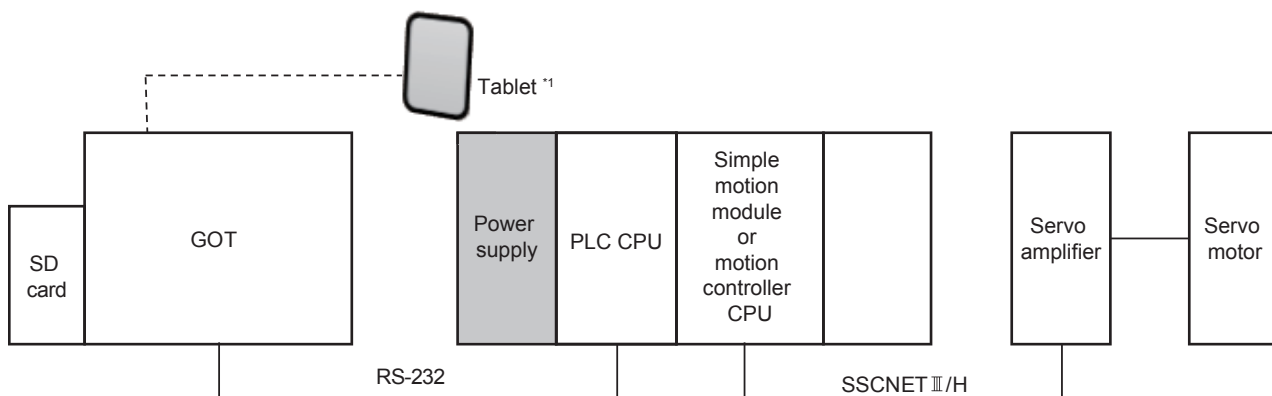 Tablet *1
GOT
SD
card
Power
supply
PLC CPU
Simple
motion
module
or
motion
controller
CPU
Servo
amplifier
Servo
motor
RS-232
SSCNETⅢ/H